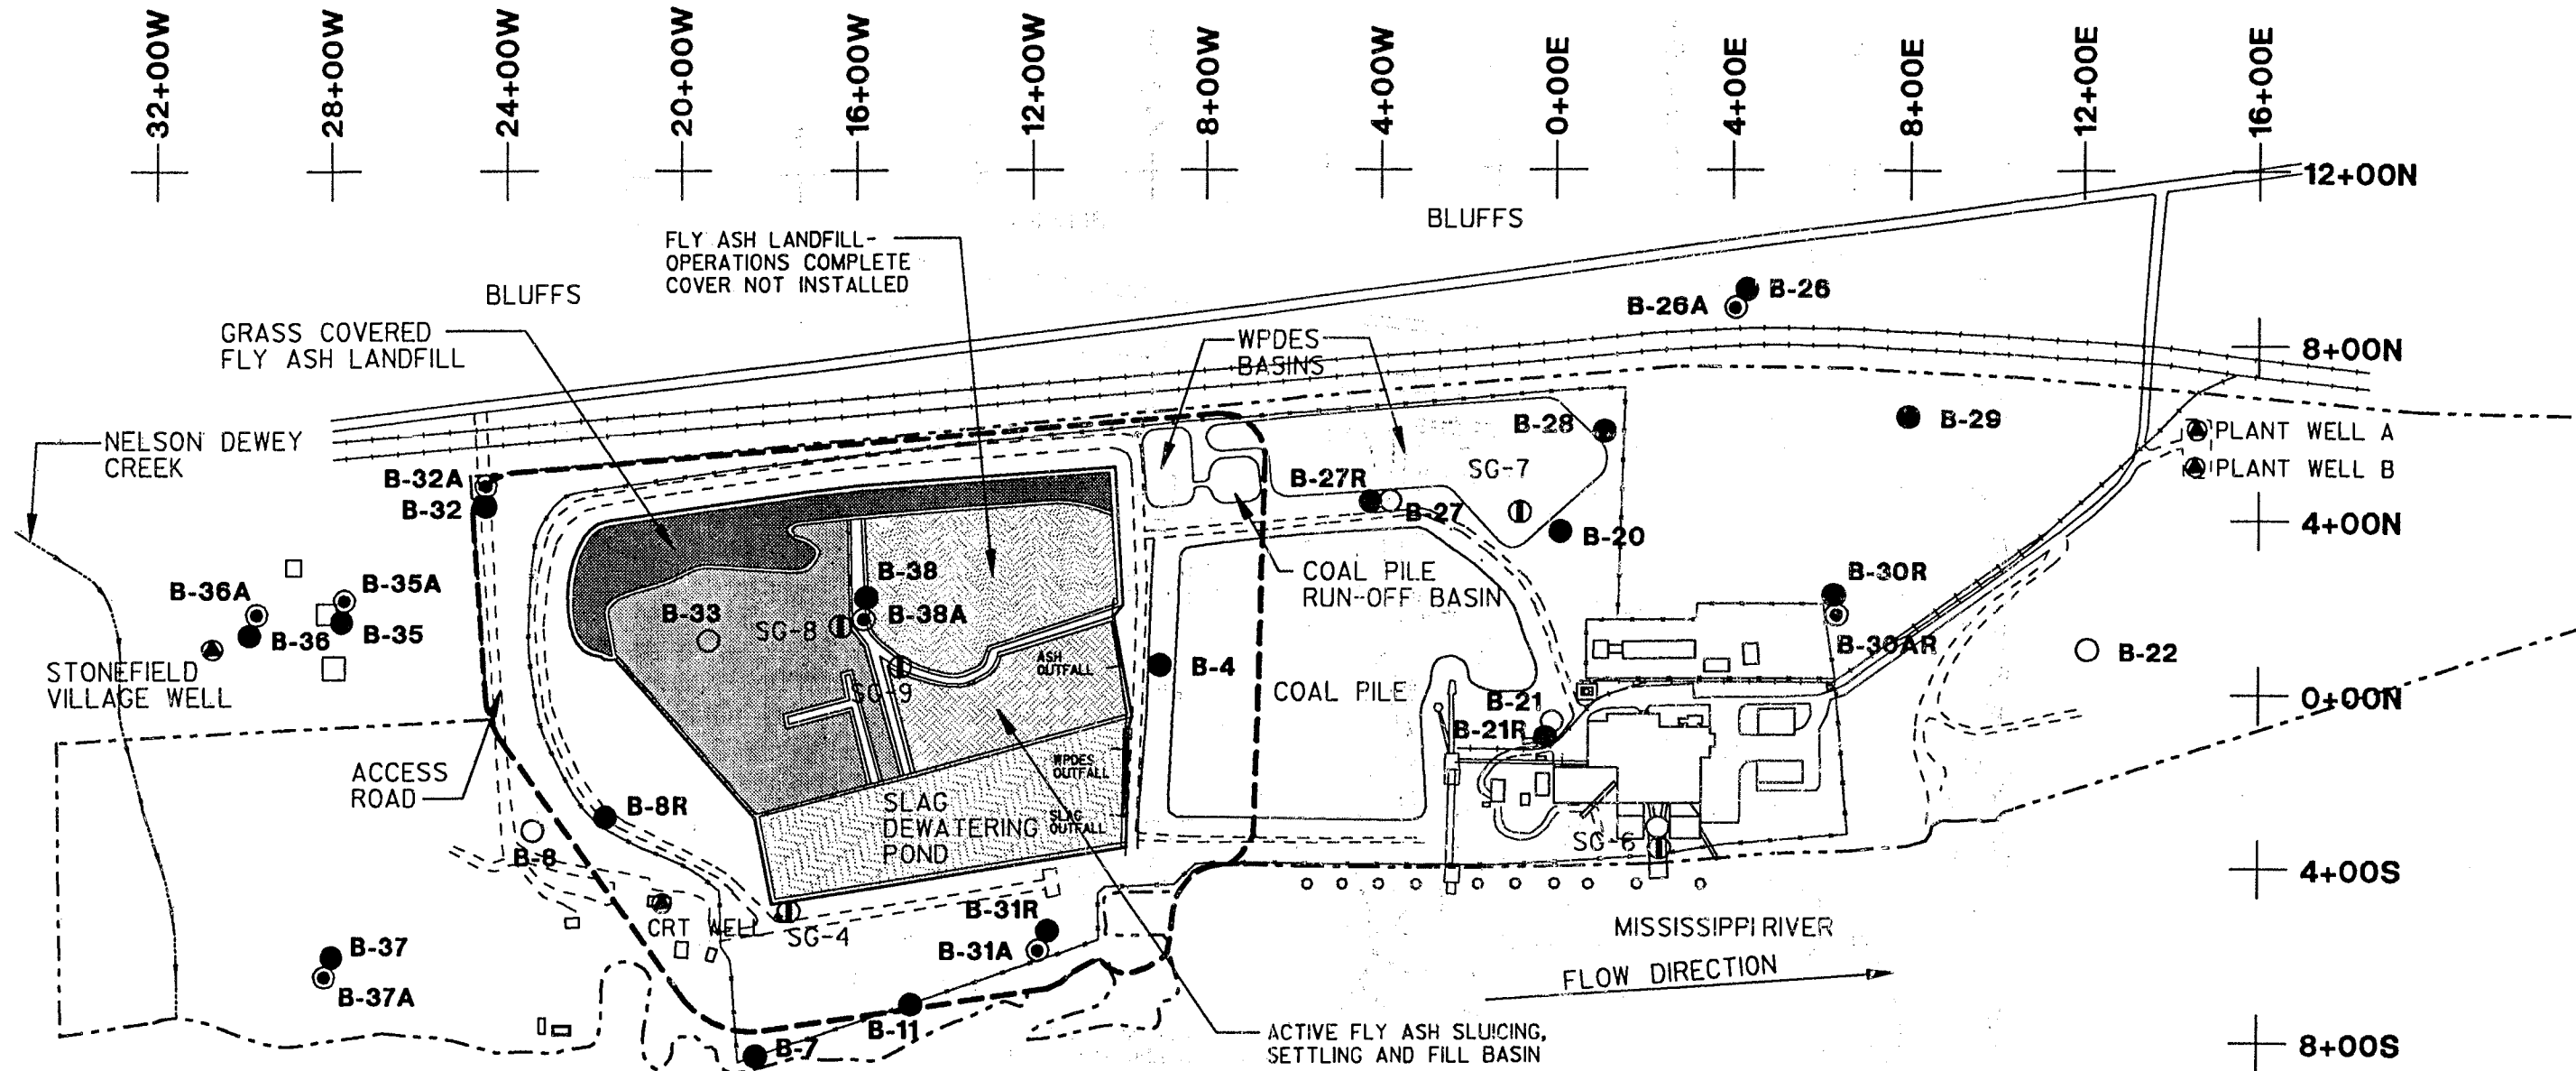 32+00W
28+00W
24+00W
20+00W
16+00W
12+00W
8+00W
4+00W
0+00E
4+00E
8+00E
12+00E
16+00E
12+00N
BLUFFS
FLY ASH LANDFILL-
OPERATIONS COMPLETE
COVER NOT INSTALLED
BLUFFS
B-26
B-26A
GRASS COVERED
FLY ASH LANDFILL
WPDES
BASINS
8+00N
B-28
B-29
PLANT WELL A
PLANT WELL B
NELSON DEWEY
CREEK
B-32A
B-32
B-27R
B-27
SG-7
B-20
4+00N
COAL PILE
RUN-OFF BASIN
B-36A
B-35A
B-36
B-35
B-38
B-38A
B-33
SG-8
B-30R
B-30AR
B-22
STONEFIELD
VILLAGE WELL
ASH
OUTFALL
B-4
SG-9
COAL PILE
B-21
B-21R
0+00N
ACCESS
ROAD
WPDES
OUTFALL
B-8R
SLAG
DEWATERING
POND
SLAG
OUTFALL
B-8
SG-6
4+00S
CRT WELL
SG-4
B-31R
B-31A
MISSISSIPPI RIVER
FLOW DIRECTION
B-37
B-37A
B-11
B-7
ACTIVE FLY ASH SLUICING,
SETTLING AND FILL BASIN
8+00S